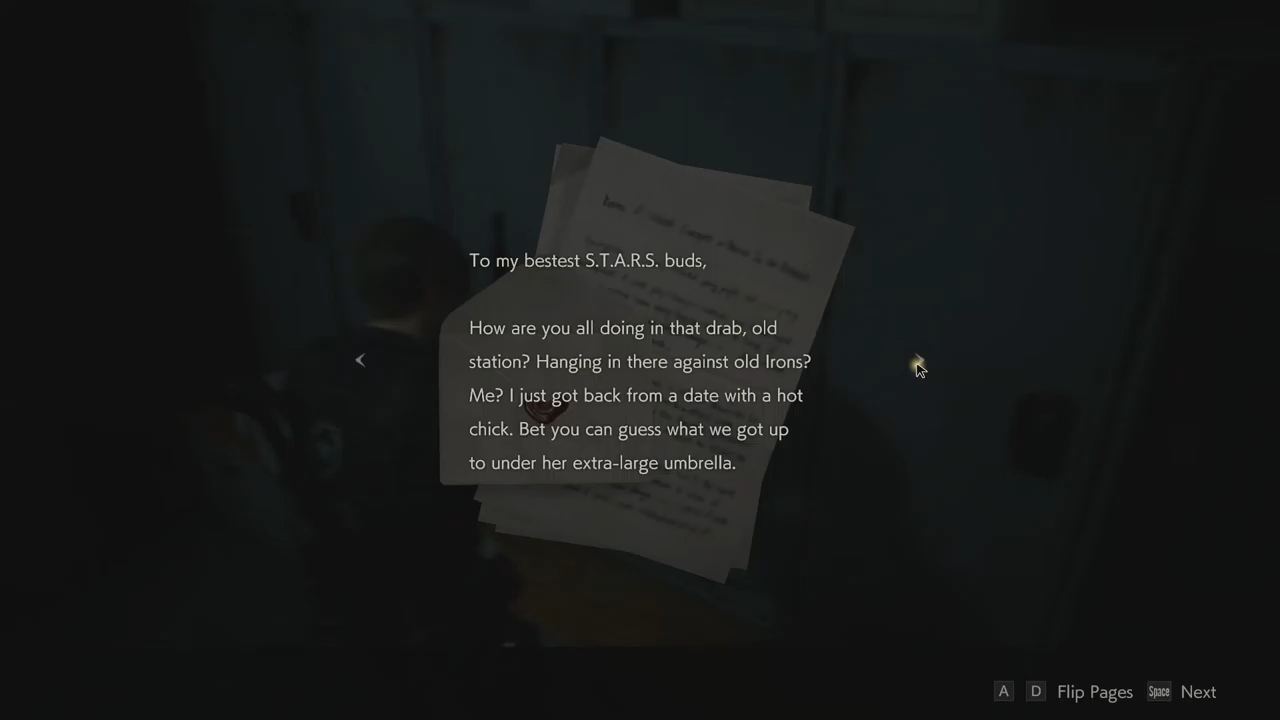 To my bestest S.T.A.R.S. buds,
How are you all doing in that drab, old
station? Hanging in there against old Irons?
Me? I just got back from a date with a hot
chick. Bet you can guess what we got up
to under her extra-large umbrella.
A D Flip Pages Space Next